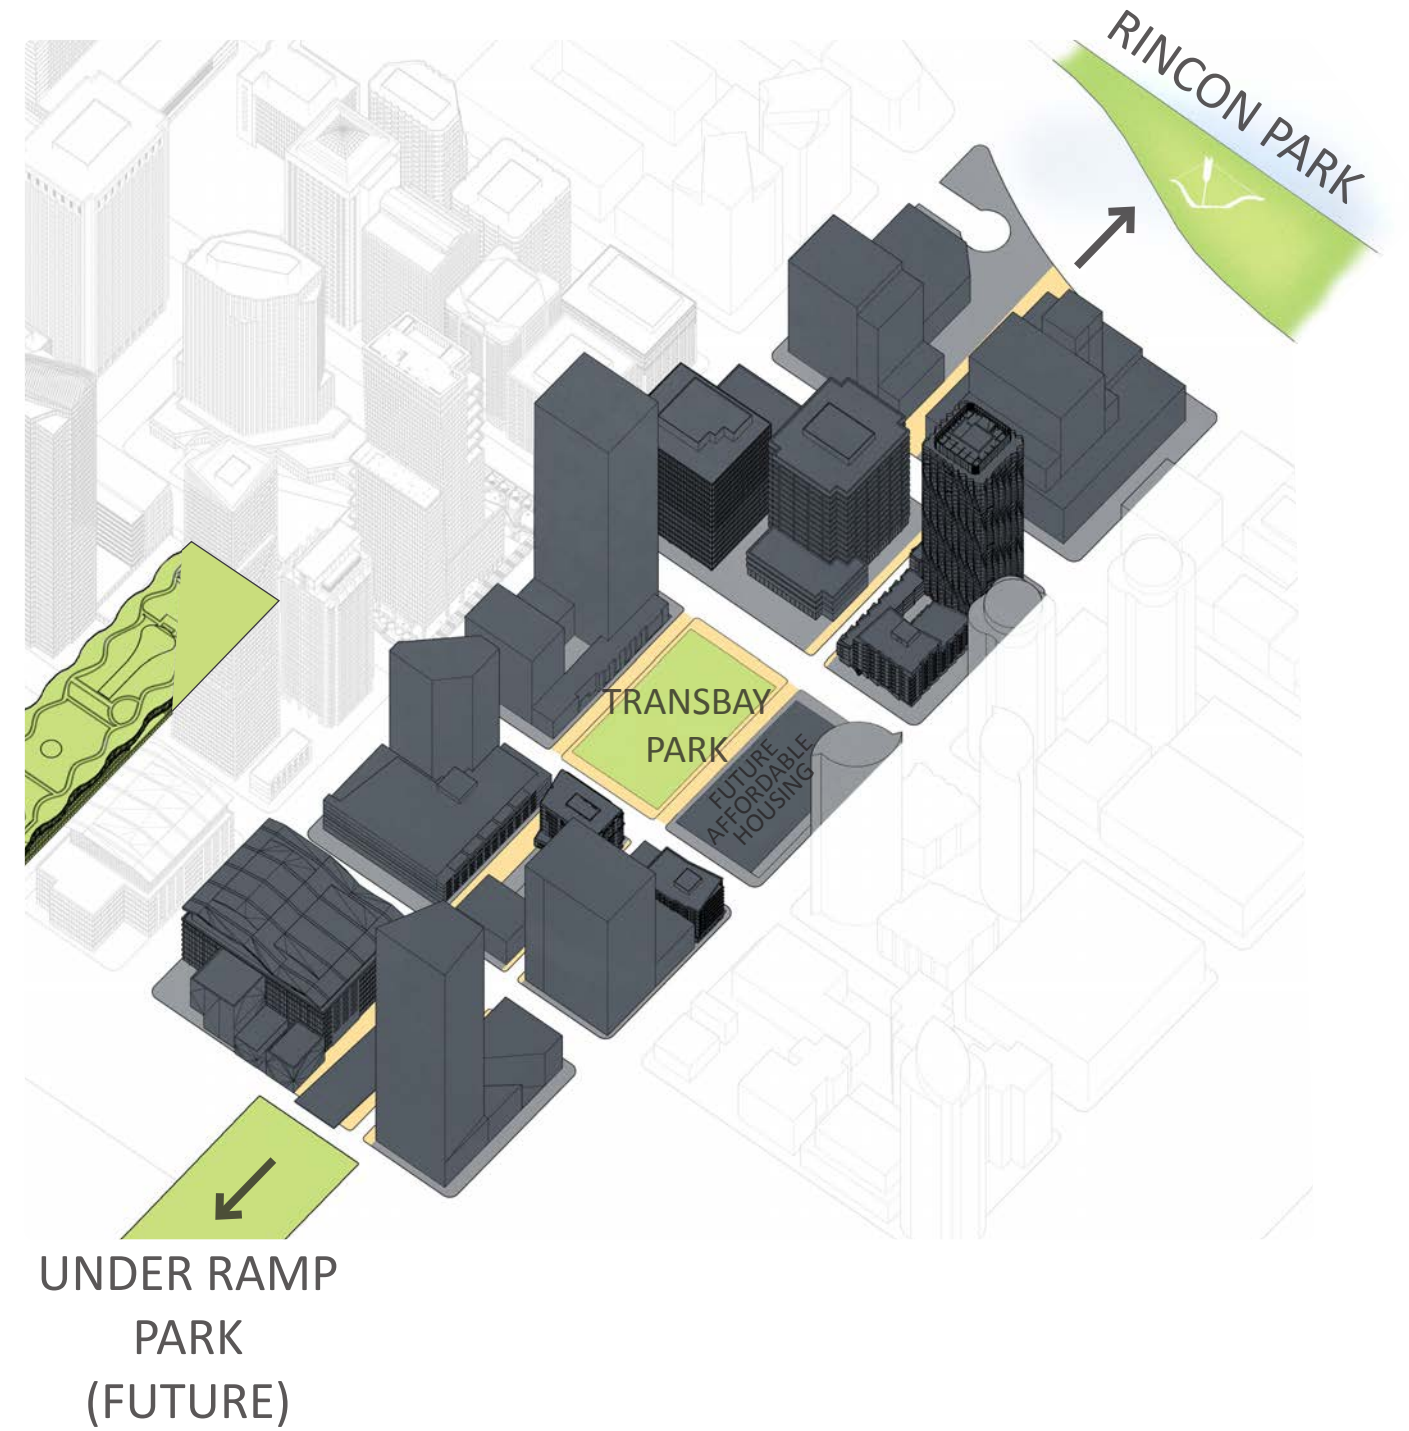 RINCON PARK
TRANSBAY
PARK
FUTURE
AFFORDABLE
HOUSING
UNDER RAMP
PARK
(FUTURE)